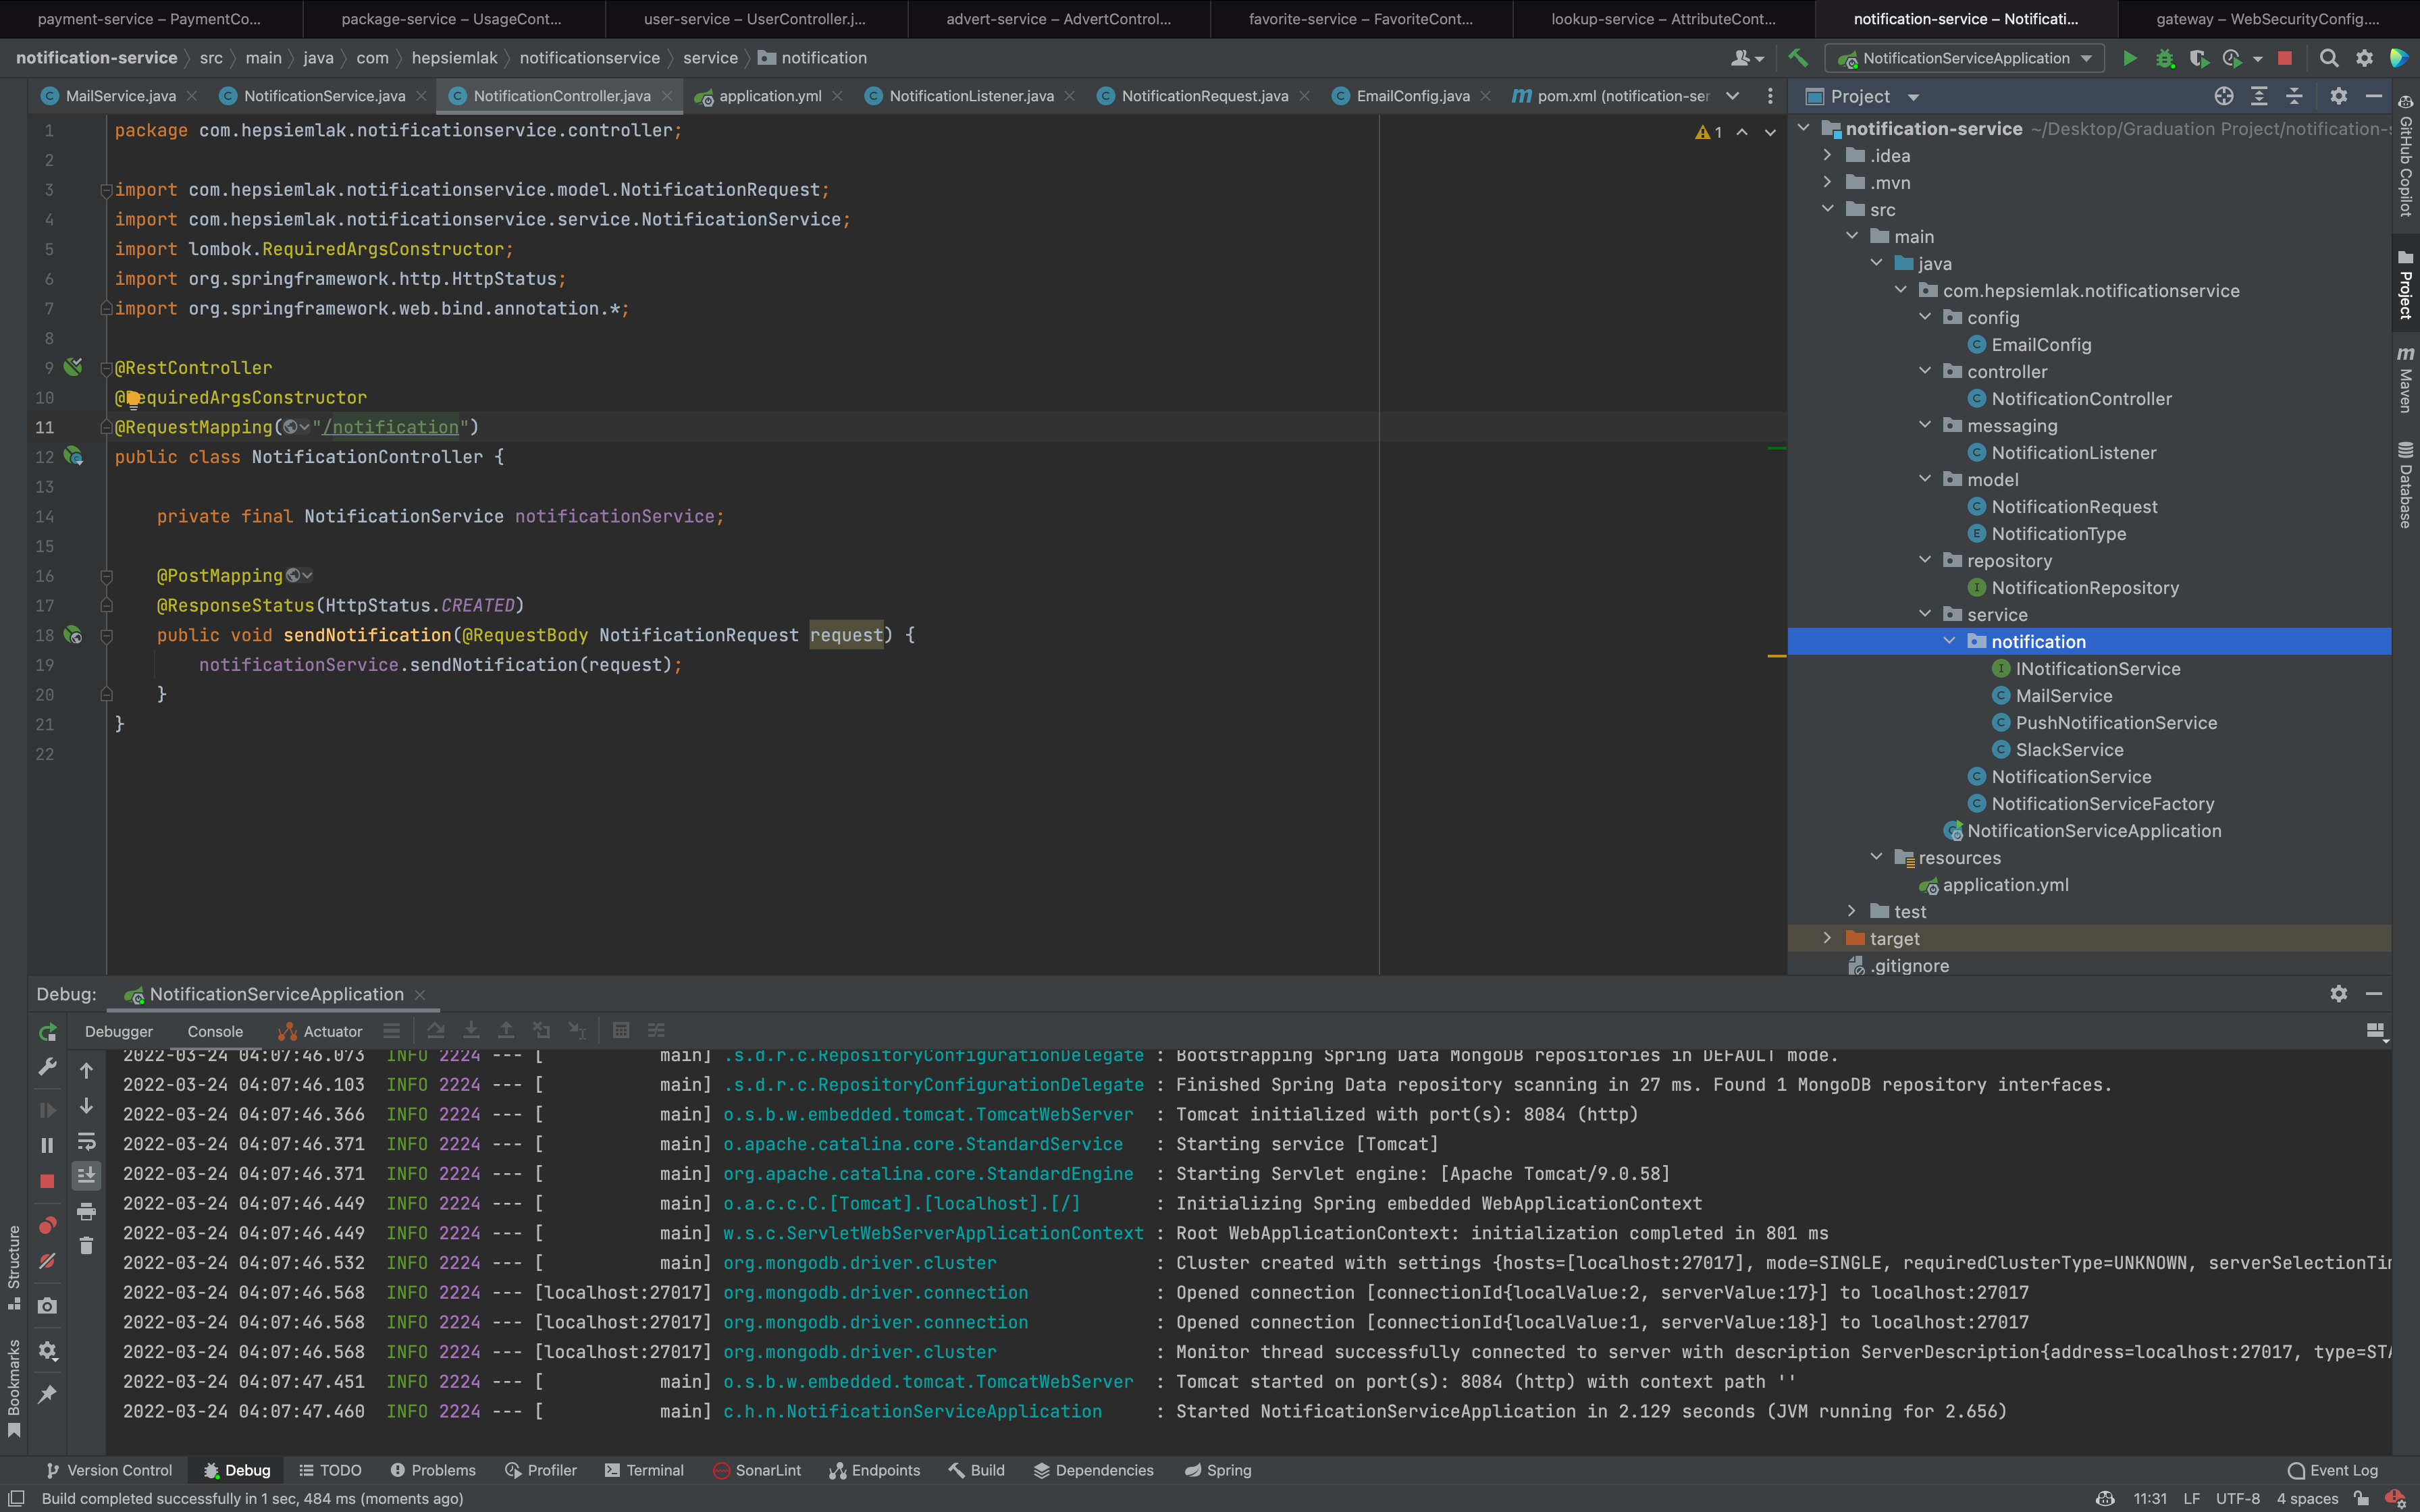 payment-service – PaymentCo...
package-service – UsageCont...
user-service – UserController.j...
advert-service – AdvertControl...
favorite-service – FavoriteCont...
lookup-service – AttributeCont...
notification-service – Notificati...
gateway – WebSecurityConfig....
notification-service src main java com hepsiemlak notificationservice service notification
NotificationServiceApplication
MailService.java
NotificationService.java
NotificationController.java
application.yml
NotificationListener.java
NotificationRequest.java
EmailConfig.java
pom.xml (notification-ser
1 package com.hepsiemlak.notificationservice.controller;
2
3 import com.hepsiemlak.notificationservice.model.NotificationRequest;
4 import com.hepsiemlak.notificationservice.service.NotificationService;
5 import lombok.RequiredArgsConstructor;
6 import org.springframework.http.HttpStatus;
7 import org.springframework.web.bind.annotation.*;
8
9 @RestController
10 @RequiredArgsConstructor
11 @RequestMapping("/notification")
12 public class NotificationController {
13
14 private final NotificationService notificationService;
15
16 @PostMapping
17 @ResponseStatus(HttpStatus.CREATED)
18 public void sendNotification(@RequestBody NotificationRequest request) {
19 notificationService.sendNotification(request);
20 }
21 }
22
1
Project
notification-service ~/Desktop/Graduation Project/notification-s
.idea
.mvn
src
main
java
com.hepsiemlak.notificationservice
config
EmailConfig
controller
NotificationController
messaging
NotificationListener
model
NotificationRequest
NotificationType
repository
NotificationRepository
service
notification
INotificationService
MailService
PushNotificationService
SlackService
NotificationService
NotificationServiceFactory
NotificationServiceApplication
resources
application.yml
test
target
.gitignore
GitHub Copilot
Project
Maven
Database
Debug: NotificationServiceApplication
Debugger Console Actuator
2022-03-24 04:07:46.073 INFO 2224 --- [ main] .s.d.r.c.RepositoryConfigurationDelegate : Bootstrapping Spring Data MongoDB repositories in DEFAULT mode.
2022-03-24 04:07:46.103 INFO 2224 --- [ main] .s.d.r.c.RepositoryConfigurationDelegate : Finished Spring Data repository scanning in 27 ms. Found 1 MongoDB repository interfaces.
2022-03-24 04:07:46.366 INFO 2224 --- [ main] o.s.b.w.embedded.tomcat.TomcatWebServer : Tomcat initialized with port(s): 8084 (http)
2022-03-24 04:07:46.371 INFO 2224 --- [ main] o.apache.catalina.core.StandardService : Starting service [Tomcat]
2022-03-24 04:07:46.371 INFO 2224 --- [ main] org.apache.catalina.core.StandardEngine : Starting Servlet engine: [Apache Tomcat/9.0.58]
2022-03-24 04:07:46.449 INFO 2224 --- [ main] o.a.c.c.C.[Tomcat].[localhost].[/] : Initializing Spring embedded WebApplicationContext
2022-03-24 04:07:46.449 INFO 2224 --- [ main] w.s.c.ServletWebServerApplicationContext : Root WebApplicationContext: initialization completed in 801 ms
2022-03-24 04:07:46.532 INFO 2224 --- [ main] org.mongodb.driver.cluster : Cluster created with settings {hosts=[localhost:27017], mode=SINGLE, requiredClusterType=UNKNOWN, serverSelectionTim
2022-03-24 04:07:46.568 INFO 2224 --- [localhost:27017] org.mongodb.driver.connection : Opened connection [connectionId{localValue:2, serverValue:17}] to localhost:27017
2022-03-24 04:07:46.568 INFO 2224 --- [localhost:27017] org.mongodb.driver.connection : Opened connection [connectionId{localValue:1, serverValue:18}] to localhost:27017
2022-03-24 04:07:46.568 INFO 2224 --- [localhost:27017] org.mongodb.driver.cluster : Monitor thread successfully connected to server with description ServerDescription{address=localhost:27017, type=STA
2022-03-24 04:07:47.451 INFO 2224 --- [ main] o.s.b.w.embedded.tomcat.TomcatWebServer : Tomcat started on port(s): 8084 (http) with context path ''
2022-03-24 04:07:47.460 INFO 2224 --- [ main] c.h.n.NotificationServiceApplication : Started NotificationServiceApplication in 2.129 seconds (JVM running for 2.656)
Structure
Bookmarks
Version Control Debug TODO Problems Profiler Terminal SonarLint Endpoints Build Dependencies Spring Event Log
Build completed successfully in 1 sec, 484 ms (moments ago) 11:31 LF UTF-8 4 spaces